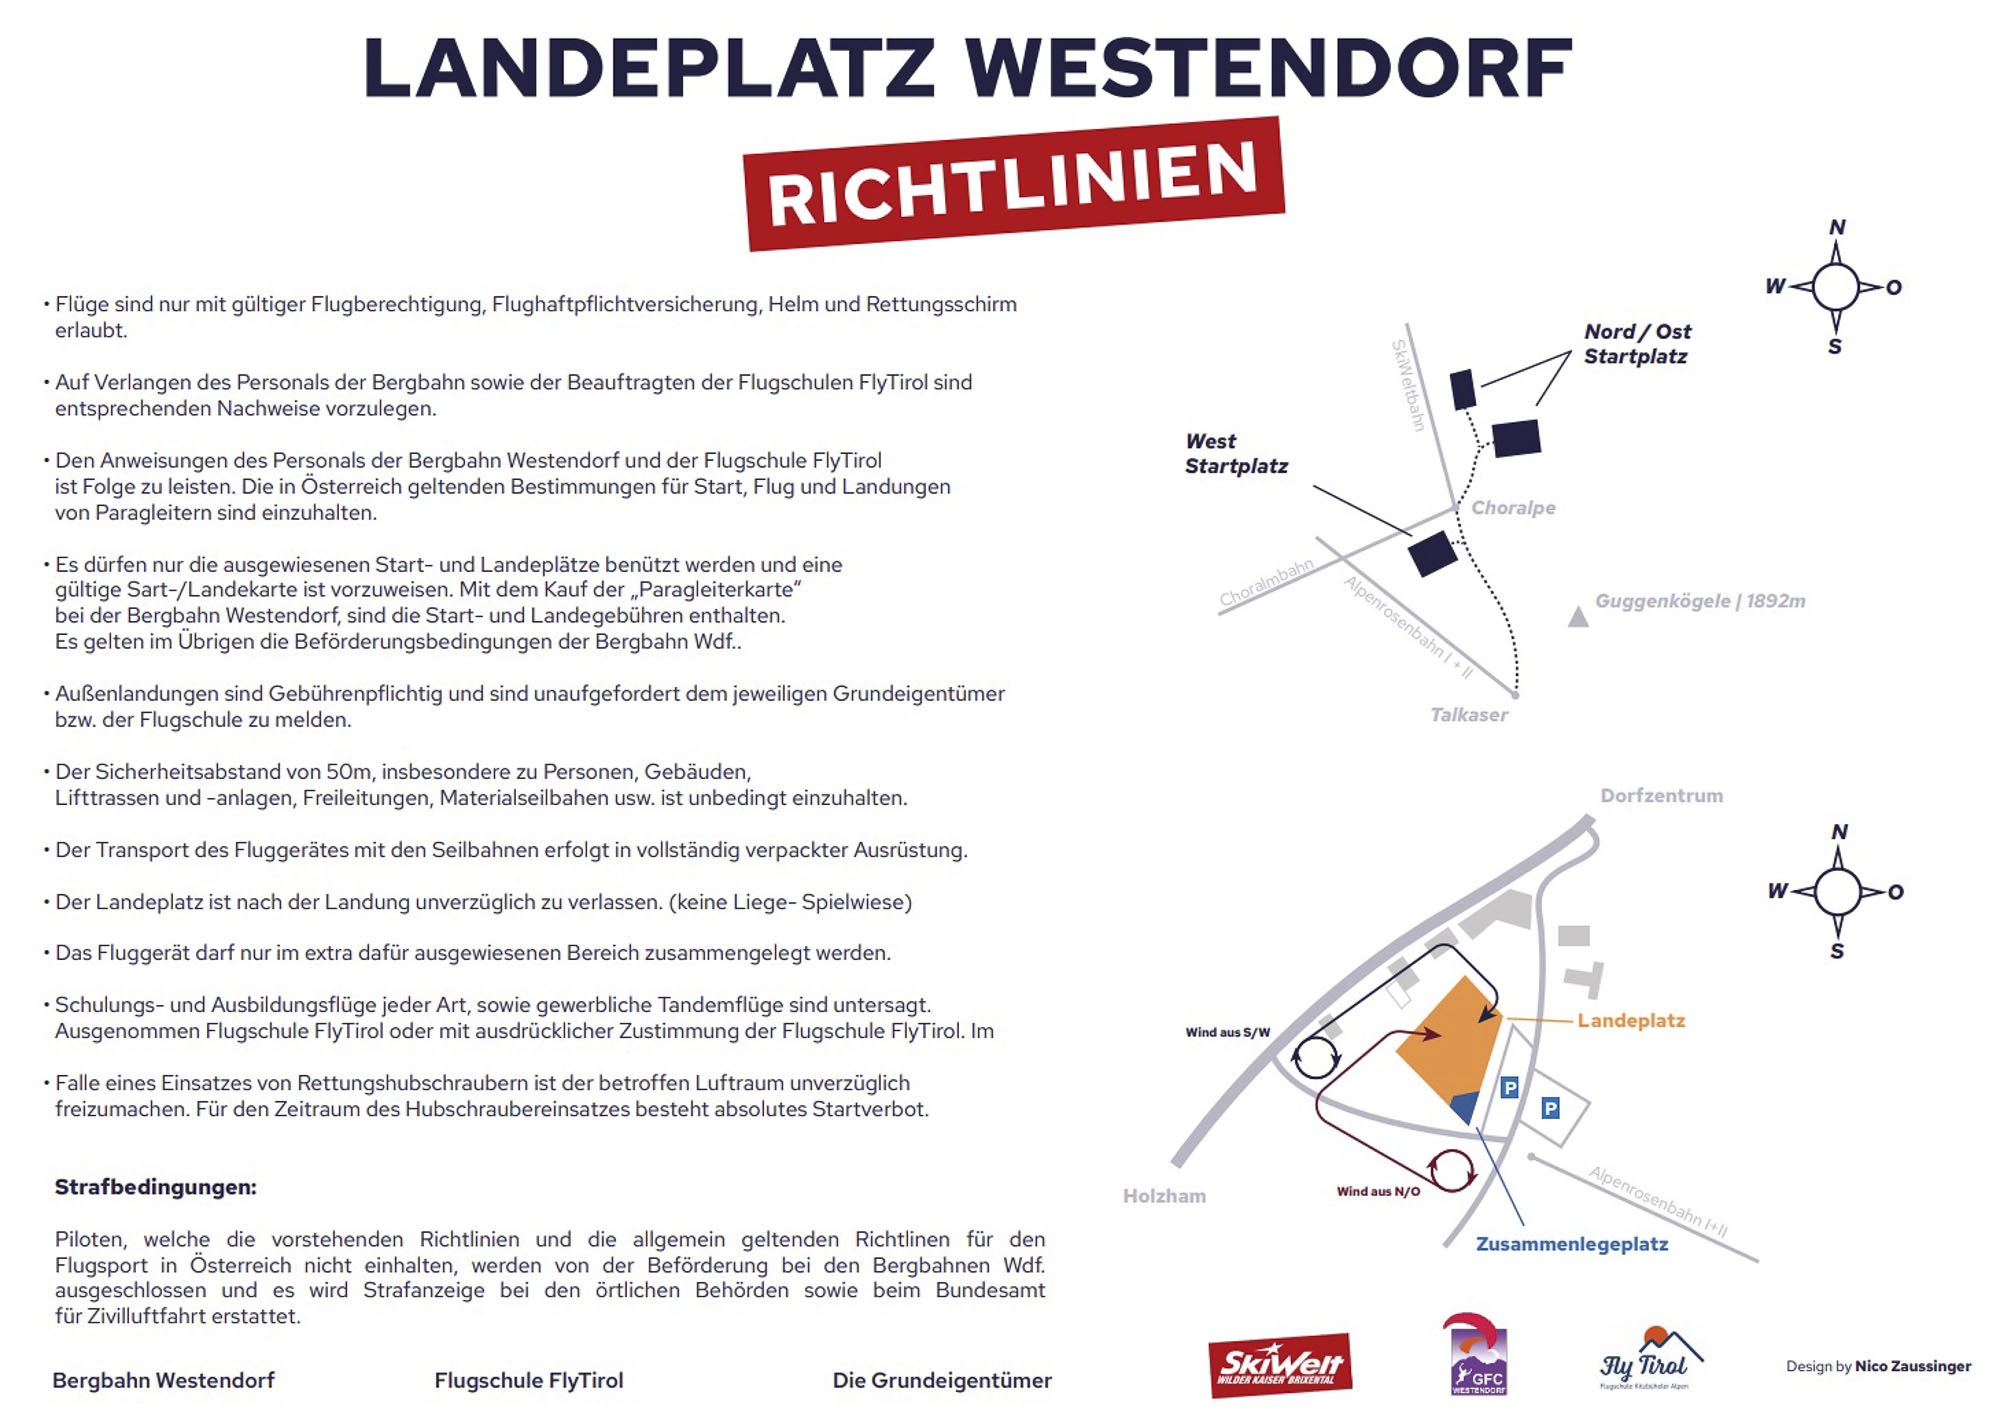 LANDEPLATZ WESTENDORF
RICHTLINIEN
• Flüge sind nur mit gültiger Flugberechtigung, Flughaftpflichtversicherung, Helm und Rettungsschirm
erlaubt.
• Auf Verlangen des Personals der Bergbahn sowie der Beauftragten der Flugschulen FlyTirol sind
entsprechenden Nachweise vorzulegen.
• Den Anweisungen des Personals der Bergbahn Westendorf und der Flugschule FlyTirol
ist Folge zu leisten. Die in Österreich geltenden Bestimmungen für Start, Flug und Landungen
von Paragleitern sind einzuhalten.
• Es dürfen nur die ausgewiesenen Start- und Landeplätze benützt werden und eine
gültige Sart-/Landekarte ist vorzuweisen. Mit dem Kauf der „Paragleiterkarte“
bei der Bergbahn Westendorf, sind die Start- und Landegebühren enthalten.
Es gelten im Übrigen die Beförderungsbedingungen der Bergbahn Wdf..
• Außenlandungen sind Gebührenpflichtig und sind unaufgefordert dem jeweiligen Grundeigentümer
bzw. der Flugschule zu melden.
• Der Sicherheitsabstand von 50m, insbesondere zu Personen, Gebäuden,
Lifttrassen und -anlagen, Freileitungen, Materialseilbahen usw. ist unbedingt einzuhalten.
• Der Transport des Fluggerätes mit den Seilbahnen erfolgt in vollständig verpackter Ausrüstung.
• Der Landeplatz ist nach der Landung unverzüglich zu verlassen. (keine Liege- Spielwiese)
• Das Fluggerät darf nur im extra dafür ausgewiesenen Bereich zusammengelegt werden.
• Schulungs- und Ausbildungsflüge jeder Art, sowie gewerbliche Tandemflüge sind untersagt.
Ausgenommen Flugschule FlyTirol oder mit ausdrücklicher Zustimmung der Flugschule FlyTirol. Im
• Falle eines Einsatzes von Rettungshubschraubern ist der betroffen Luftraum unverzüglich
freizumachen. Für den Zeitraum des Hubschraubereinsatzes besteht absolutes Startverbot.
Strafbedingungen:
Piloten, welche die vorstehenden Richtlinien und die allgemein geltenden Richtlinen für den
Flugsport in Österreich nicht einhalten, werden von der Beförderung bei den Bergbahnen Wdf.
ausgeschlossen und es wird Strafanzeige bei den örtlichen Behörden sowie beim Bundesamt
für Zivilluftfahrt erstattet.
Bergbahn Westendorf
Flugschule FlyTirol
Die Grundeigentümer
N
W
O
S
Nord / Ost
Startplatz
SkiWeltbahn
West
Startplatz
Choralpe
Choralmbahn
Alpenrosenbahn I + II
Guggenkögele | 1892m
Talkaser
Dorfzentrum
N
W
O
S
Wind aus S/W
Landeplatz
P
P
Wind aus N/O
Holzham
Alpenrosenbahn I+II
Zusammenlegeplatz
SkiWelt
WILDER KAISER BRIXENTAL
GFC
WESTENDORF
Fly Tirol
Flugschule Kitzbüheler Alpen
Design by Nico Zaussinger